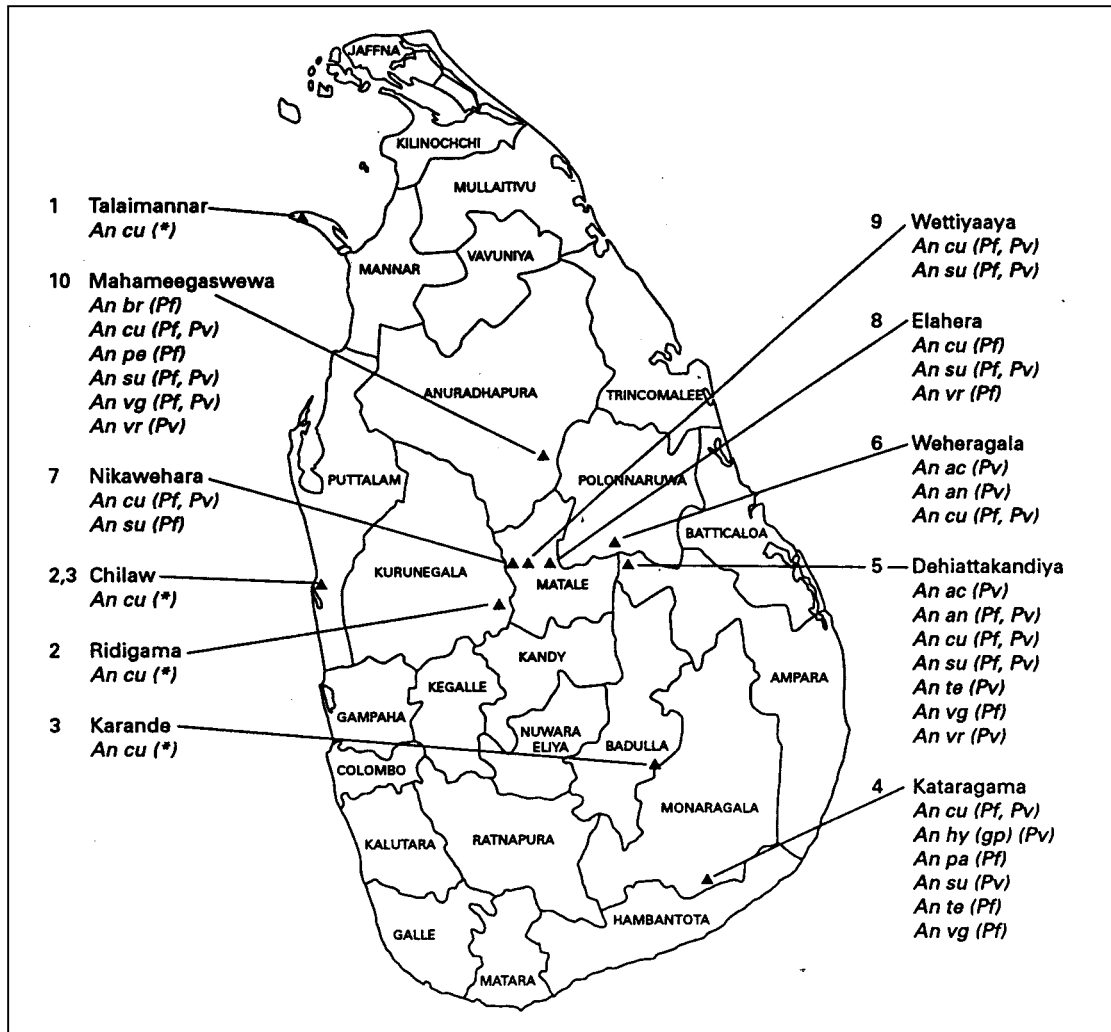 JAFFNA
KILINOCHCHI
MULLAITIVU
VAVUNIYA
MANNAR
ANURADHAPURA
TRINCOMALEE
PUTTALAM
POLONNARUWA
BATTICALOA
KURUNEGALA
MATALE
KANDY
KEGALLE
GAMPAHA
NUWARA
ELIYA
BADULLA
AMPARA
COLOMBO
MONARAGALA
KALUTARA
RATNAPURA
HAMBANTOTA
GALLE
MATARA
1 Talaimannar
An cu (*)
10 Mahameegaswewa
An br (Pf)
An cu (Pf, Pv)
An pe (Pf)
An su (Pf, Pv)
An vg (Pf, Pv)
An vr (Pv)
7 Nikawehara
An cu (Pf, Pv)
An su (Pf)
2,3 Chilaw
An cu (*)
2 Ridigama
An cu (*)
3 Karande
An cu (*)
9 Wettiyaaya
An cu (Pf, Pv)
An su (Pf, Pv)
8 Elahera
An cu (Pf)
An su (Pf, Pv)
An vr (Pf)
6 Weheragala
An ac (Pv)
An an (Pv)
An cu (Pf, Pv)
5 Dehiattakandiya
An ac (Pv)
An an (Pf, Pv)
An cu (Pf, Pv)
An su (Pf, Pv)
An te (Pv)
An vg (Pf)
An vr (Pv)
4 Kataragama
An cu (Pf, Pv)
An hy (gp) (Pv)
An pa (Pf)
An su (Pv)
An te (Pf)
An vg (Pf)